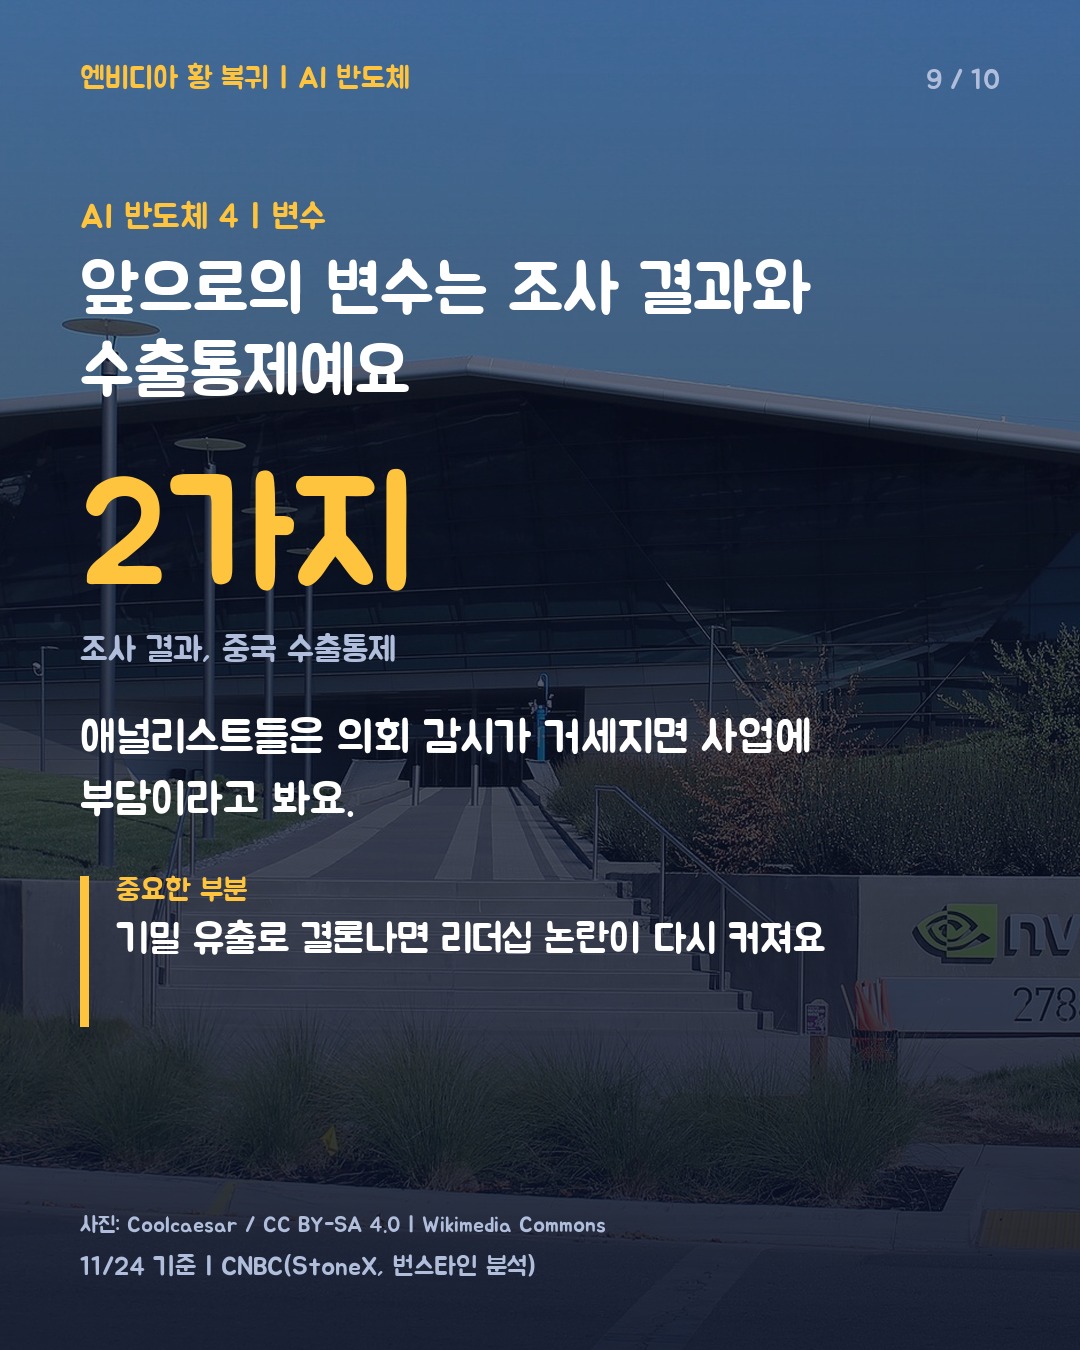 엔비디아 황 복귀 | AI 반도체
9 / 10
AI 반도체 4 | 변수
앞으로의 변수는 조사 결과와
수출통제예요
2가지
조사 결과, 중국 수출통제
애널리스트들은 의회 감시가 거세지면 사업에
부담이라고 봐요.
중요한 부분
기밀 유출로 결론나면 리더십 논란이 다시 커져요
nv
278
사진: Coolcaesar / CC BY-SA 4.0 | Wikimedia Commons
11/24 기준 | CNBC(StoneX, 번스타인 분석)